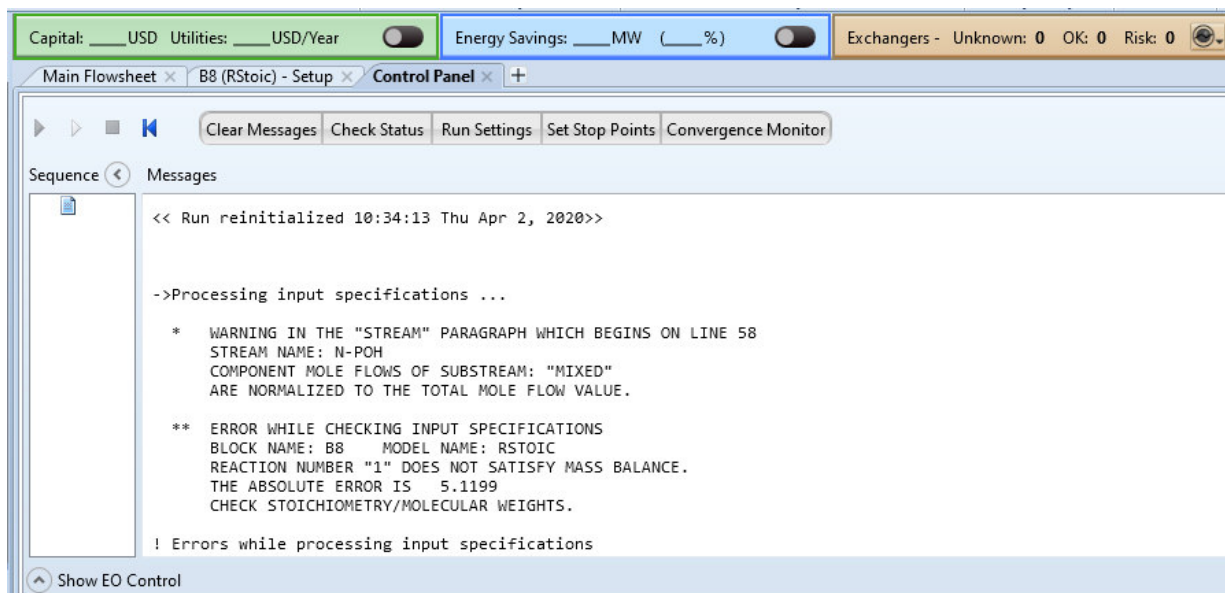 Capital: ____USD Utilities: ____USD/Year Energy Savings: ____MW (____%) Exchangers - Unknown: 0 OK: 0 Risk: 0
Main Flowsheet × B8 (RStoic) - Setup × Control Panel × +
Clear Messages Check Status Run Settings Set Stop Points Convergence Monitor
Sequence Messages
<< Run reinitialized 10:34:13 Thu Apr 2, 2020>>
->Processing input specifications ...
* WARNING IN THE "STREAM" PARAGRAPH WHICH BEGINS ON LINE 58
STREAM NAME: N-POH
COMPONENT MOLE FLOWS OF SUBSTREAM: "MIXED"
ARE NORMALIZED TO THE TOTAL MOLE FLOW VALUE.
** ERROR WHILE CHECKING INPUT SPECIFICATIONS
BLOCK NAME: B8 MODEL NAME: RSTOIC
REACTION NUMBER "1" DOES NOT SATISFY MASS BALANCE.
THE ABSOLUTE ERROR IS 5.1199
CHECK STOICHIOMETRY/MOLECULAR WEIGHTS.
! Errors while processing input specifications
Show EO Control